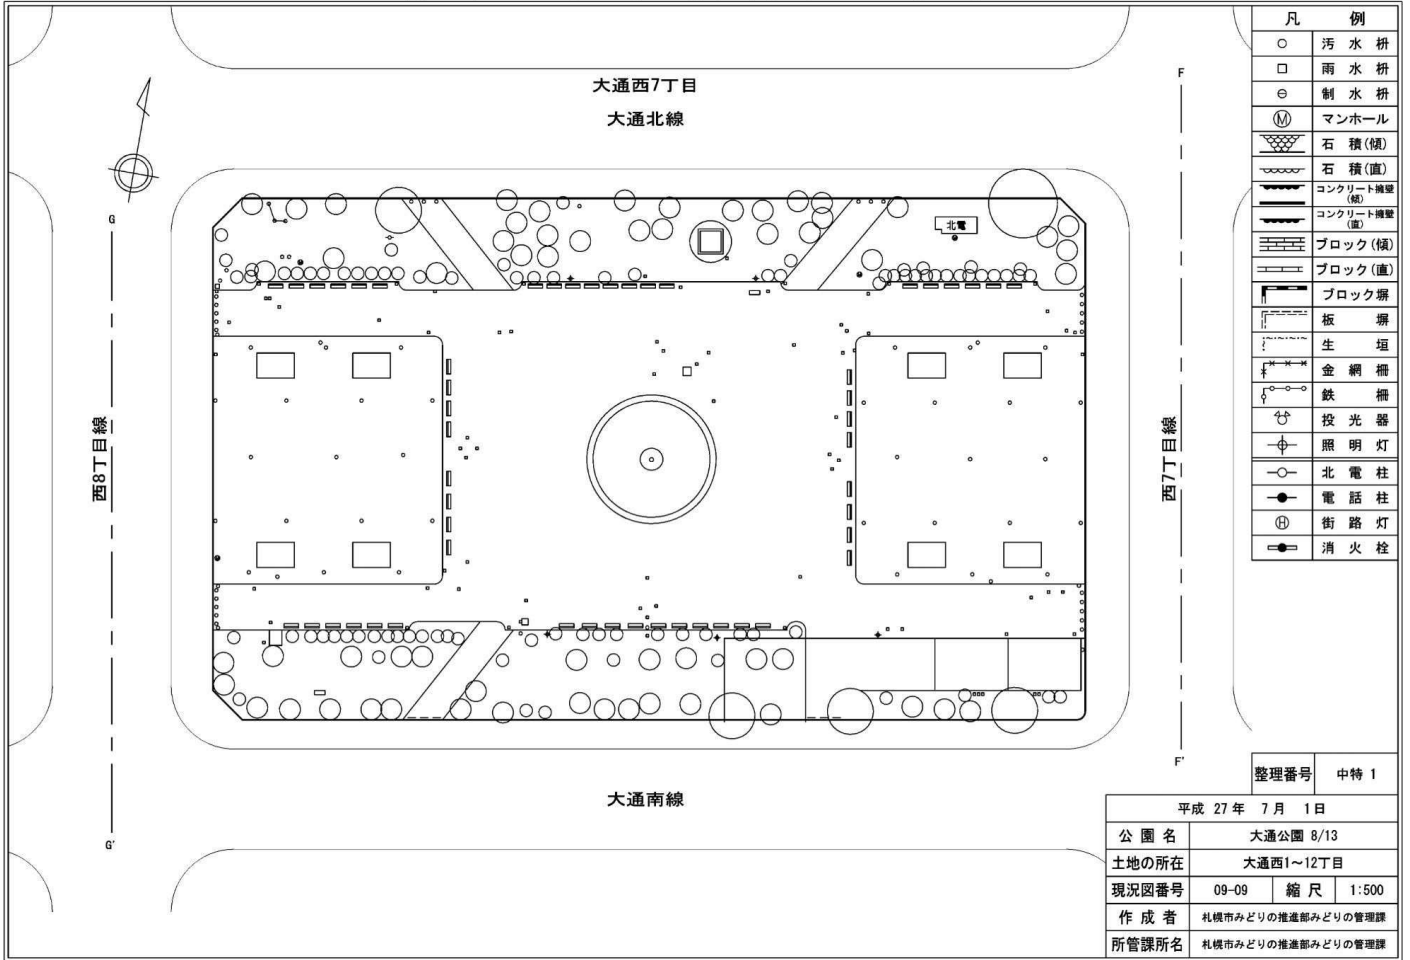 大通西7丁目
大通北線
北電
西8丁目線
西7丁目線
大通南線
G
G'
F
F'
凡 例
汚 水 枡
雨 水 枡
制 水 枡
M マンホール
石 積(傾)
石 積(直)
コンクリート擁壁
(傾)
コンクリート擁壁
(直)
ブロック(傾)
ブロック(直)
ブロック塀
板 塀
生 垣
金 網 柵
鉄 柵
投 光 器
照 明 灯
北 電 柱
電 話 柱
H 街 路 灯
消 火 栓
整理番号 中特 1
平成 27 年 7 月 1日
公 園 名 大通公園 8/13
土地の所在 大通西1~12丁目
現況図番号 09-09 縮 尺 1:500
作 成 者 札幌市みどりの推進部みどりの管理課
所管課所名 札幌市みどりの推進部みどりの管理課